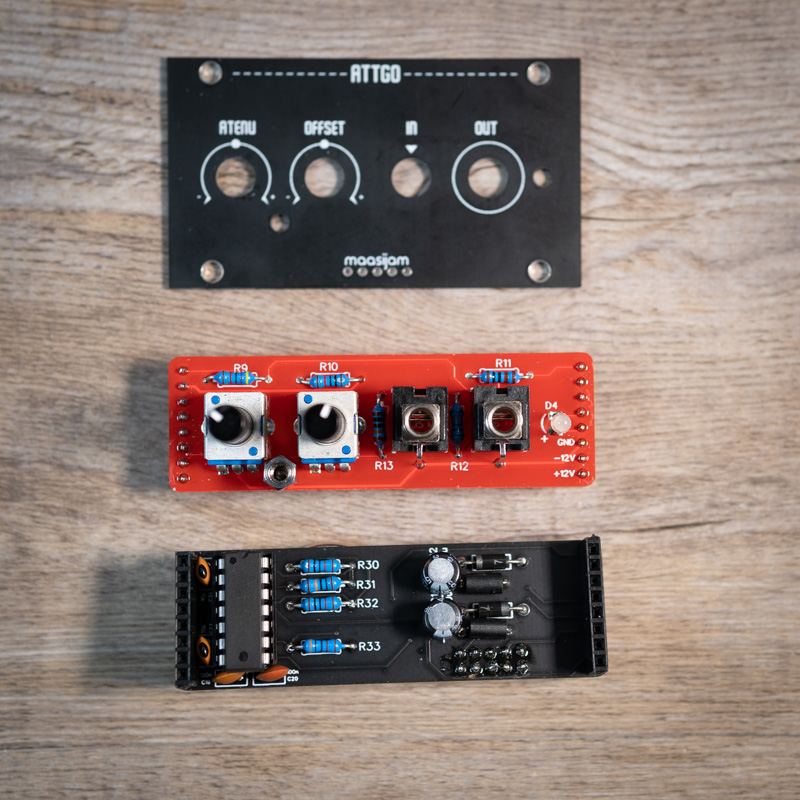 ATTGO
ATENU OFFSET IN OUT
- + - +
maasijam
R9 R10 R11
D4
+ GND
R13 R12 -12V
+12V
R30
R31
R32
R33
C20